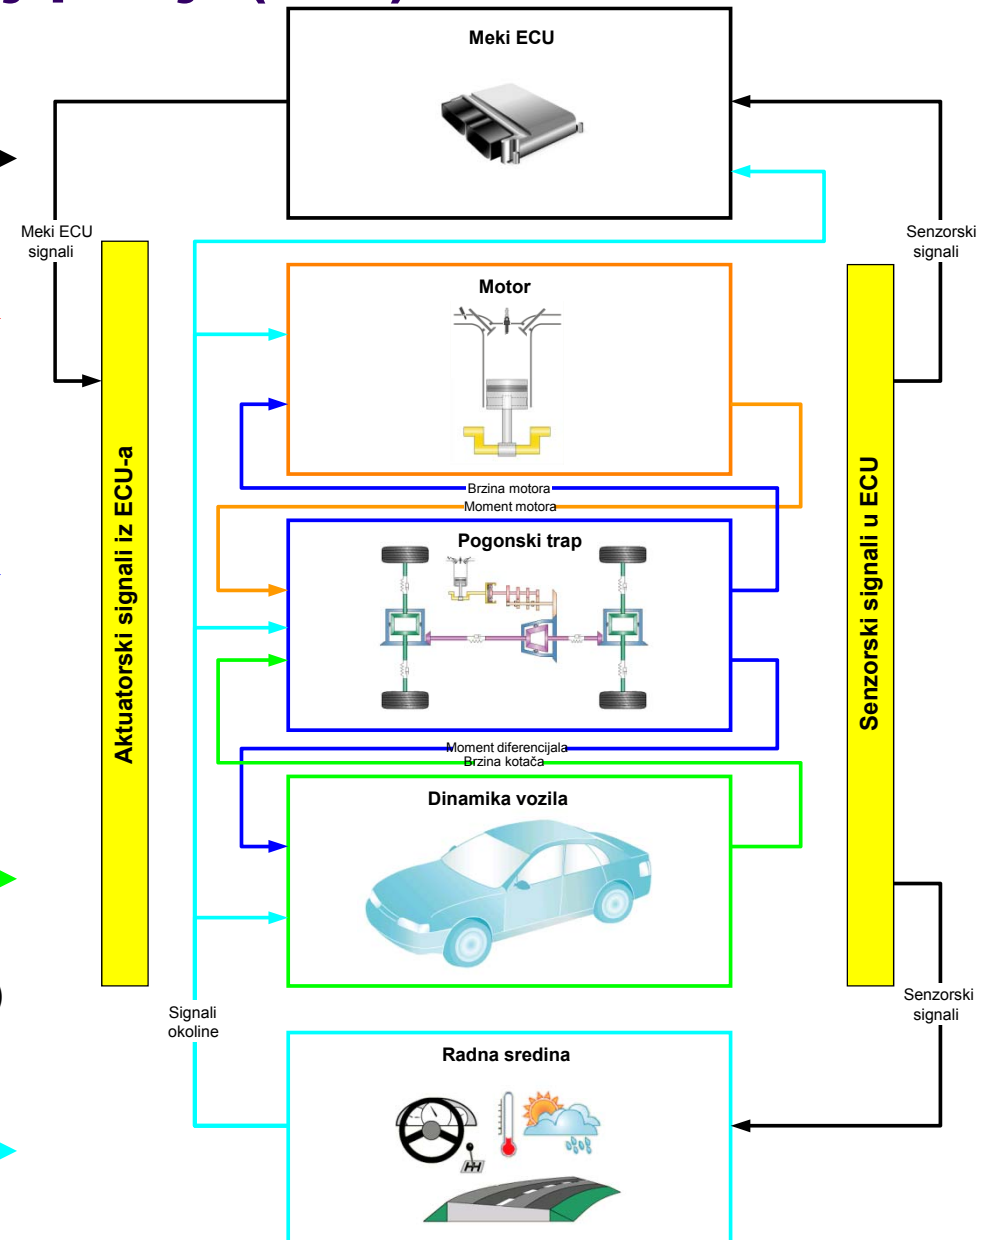 Meki ECU
Meki ECU
signali
Senzorski
signali
Motor
Aktuatorski signali iz ECU-a
Senzorski signali u ECU
Brzina motora
Moment motora
Pogonski trap
Moment diferencijala
Brzina kotača
Dinamika vozila
Signali
okoline
Senzorski
signali
Radna sredina